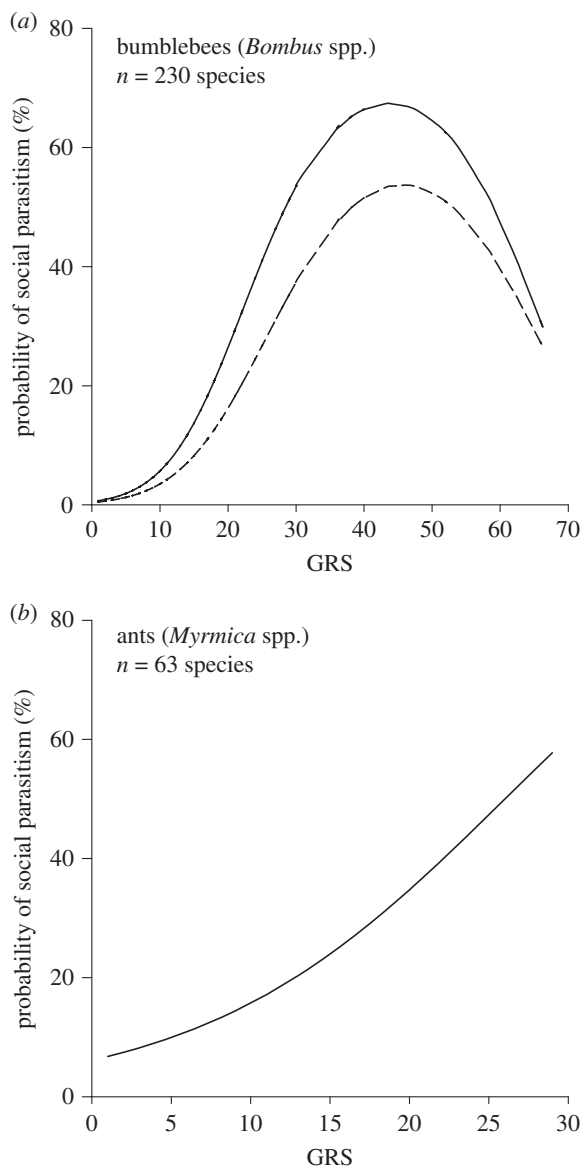 (a)
80
bumblebees (Bombus spp.)
n = 230 species
60
40
20
0
probability of social parasitism (%)
0 10 20 30 40 50 60 70
GRS
(b)
80
ants (Myrmica spp.)
n = 63 species
60
40
20
0
probability of social parasitism (%)
0 5 10 15 20 25 30
GRS